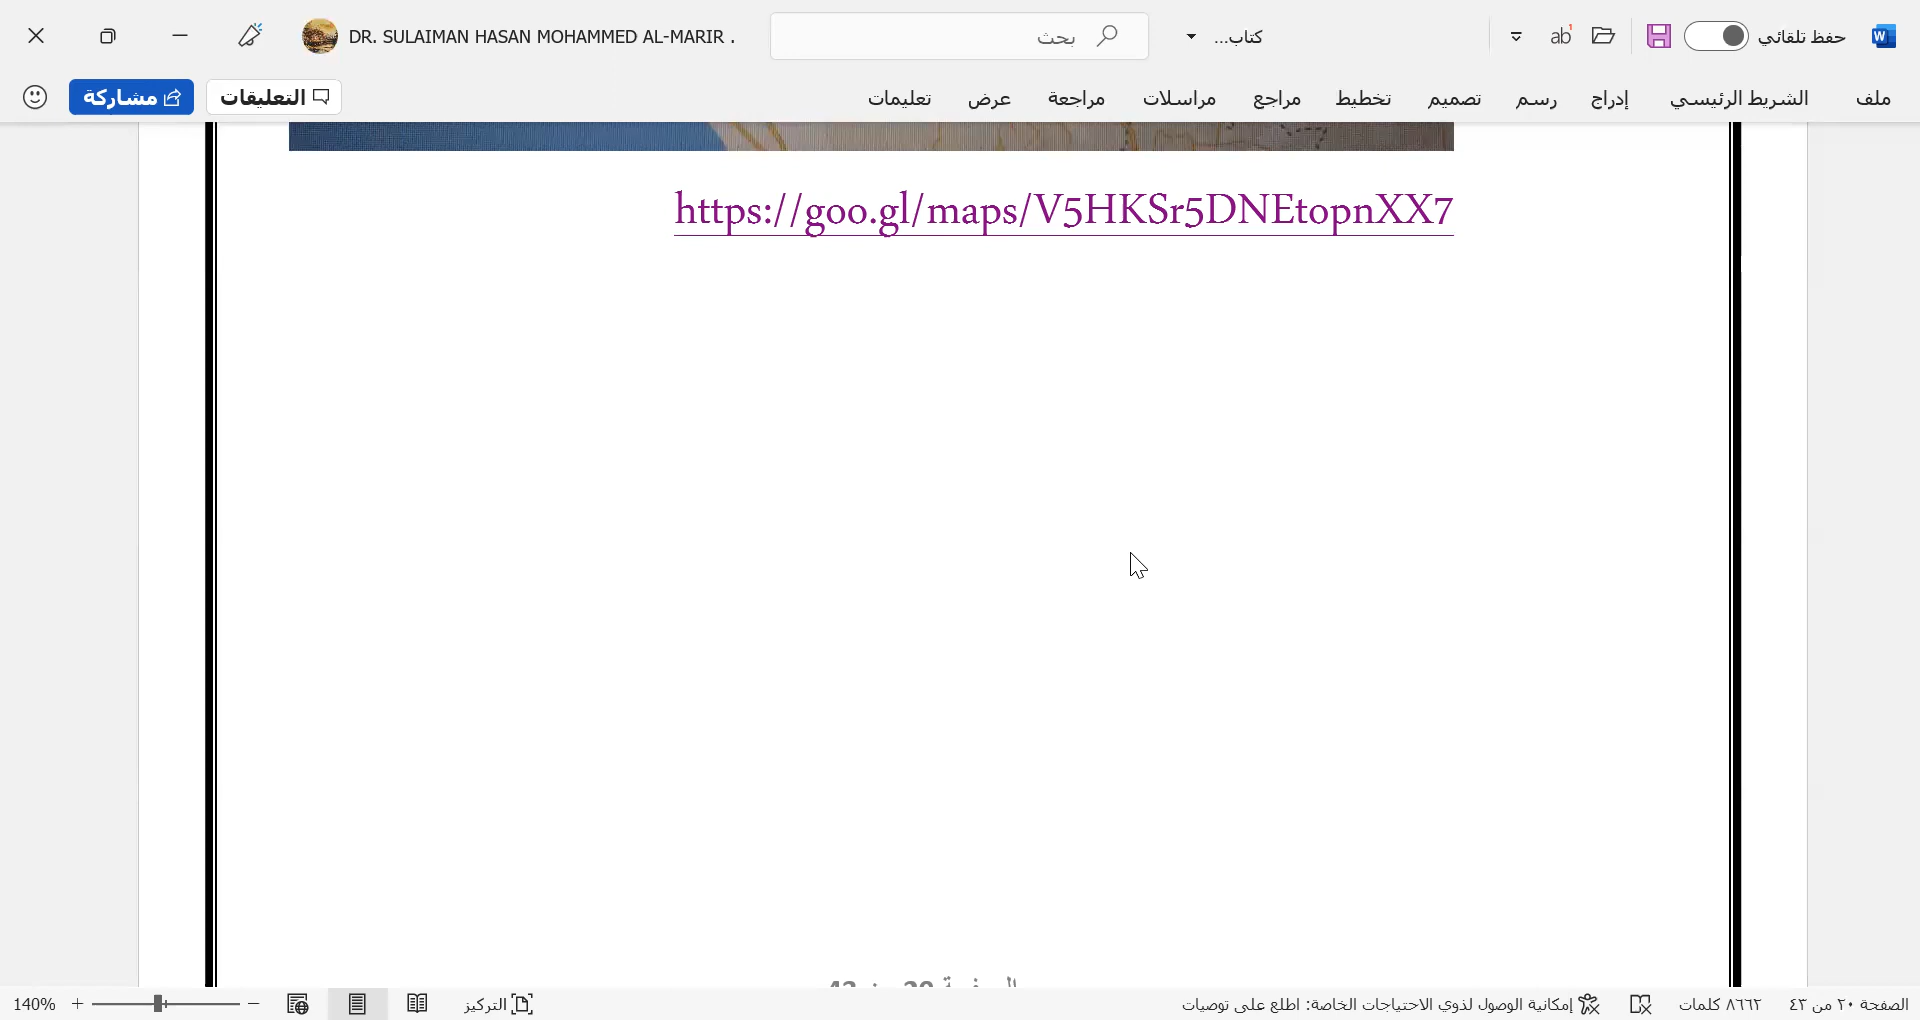 حفظ تلقائي
كتاب...
بحث
DR. SULAIMAN HASAN MOHAMMED AL-MARIR .
ملف
الشريط الرئيسي
إدراج
رسم
تصميم
تخطيط
مراجع
مراسلات
مراجعة
عرض
تعليمات
التعليقات
مشاركة
https://goo.gl/maps/V5HKSr5DNEtopnXX7
الصفحة ٢٠ من ٤٣
٨٦٦٢ كلمات
إمكانية الوصول لذوي الاحتياجات الخاصة: اطلع على توصيات
التركيز
140%